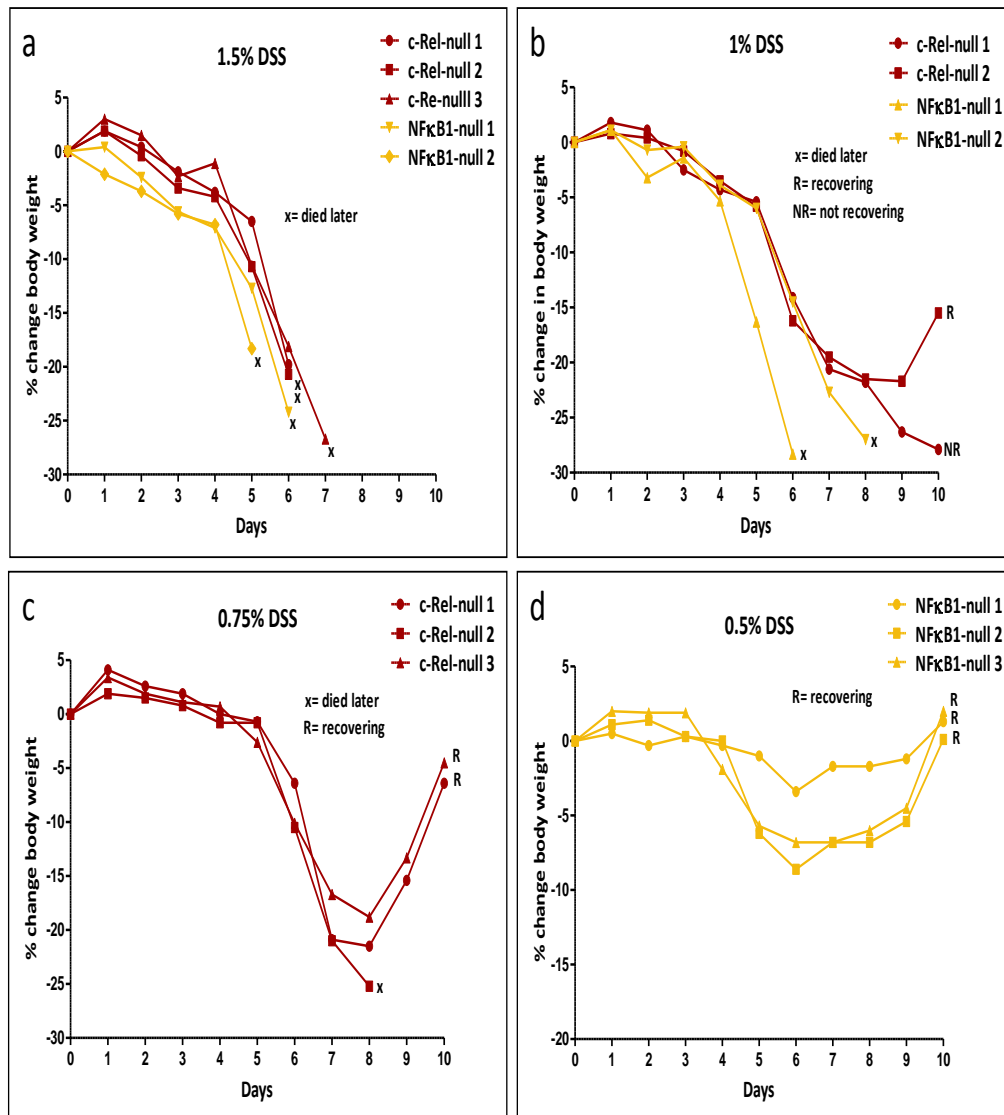 a
1.5% DSS
c-Rel-null 1
c-Rel-null 2
c-Re-nulll 3
NFκB1-null 1
NFκB1-null 2
x= died later
% change body weight
5
0
-5
-10
-15
-20
-25
-30
x
x
x
x
x
0 1 2 3 4 5 6 7 8 9 10
Days
b
1% DSS
c-Rel-null 1
c-Rel-null 2
NFκB1-null 1
NFκB1-null 2
x= died later
R= recovering
NR= not recovering
% change in body weight
5
0
-5
-10
-15
-20
-25
-30
R
x
x
NR
0 1 2 3 4 5 6 7 8 9 10
Days
c
0.75% DSS
c-Rel-null 1
c-Rel-null 2
c-Rel-null 3
x= died later
R= recovering
% change body weight
5
0
-5
-10
-15
-20
-25
-30
R
R
x
0 1 2 3 4 5 6 7 8 9 10
Days
d
0.5% DSS
NFκB1-null 1
NFκB1-null 2
NFκB1-null 3
R= recovering
% change body weight
5
0
-5
-10
-15
-20
R
R
R
0 1 2 3 4 5 6 7 8 9 10
Days